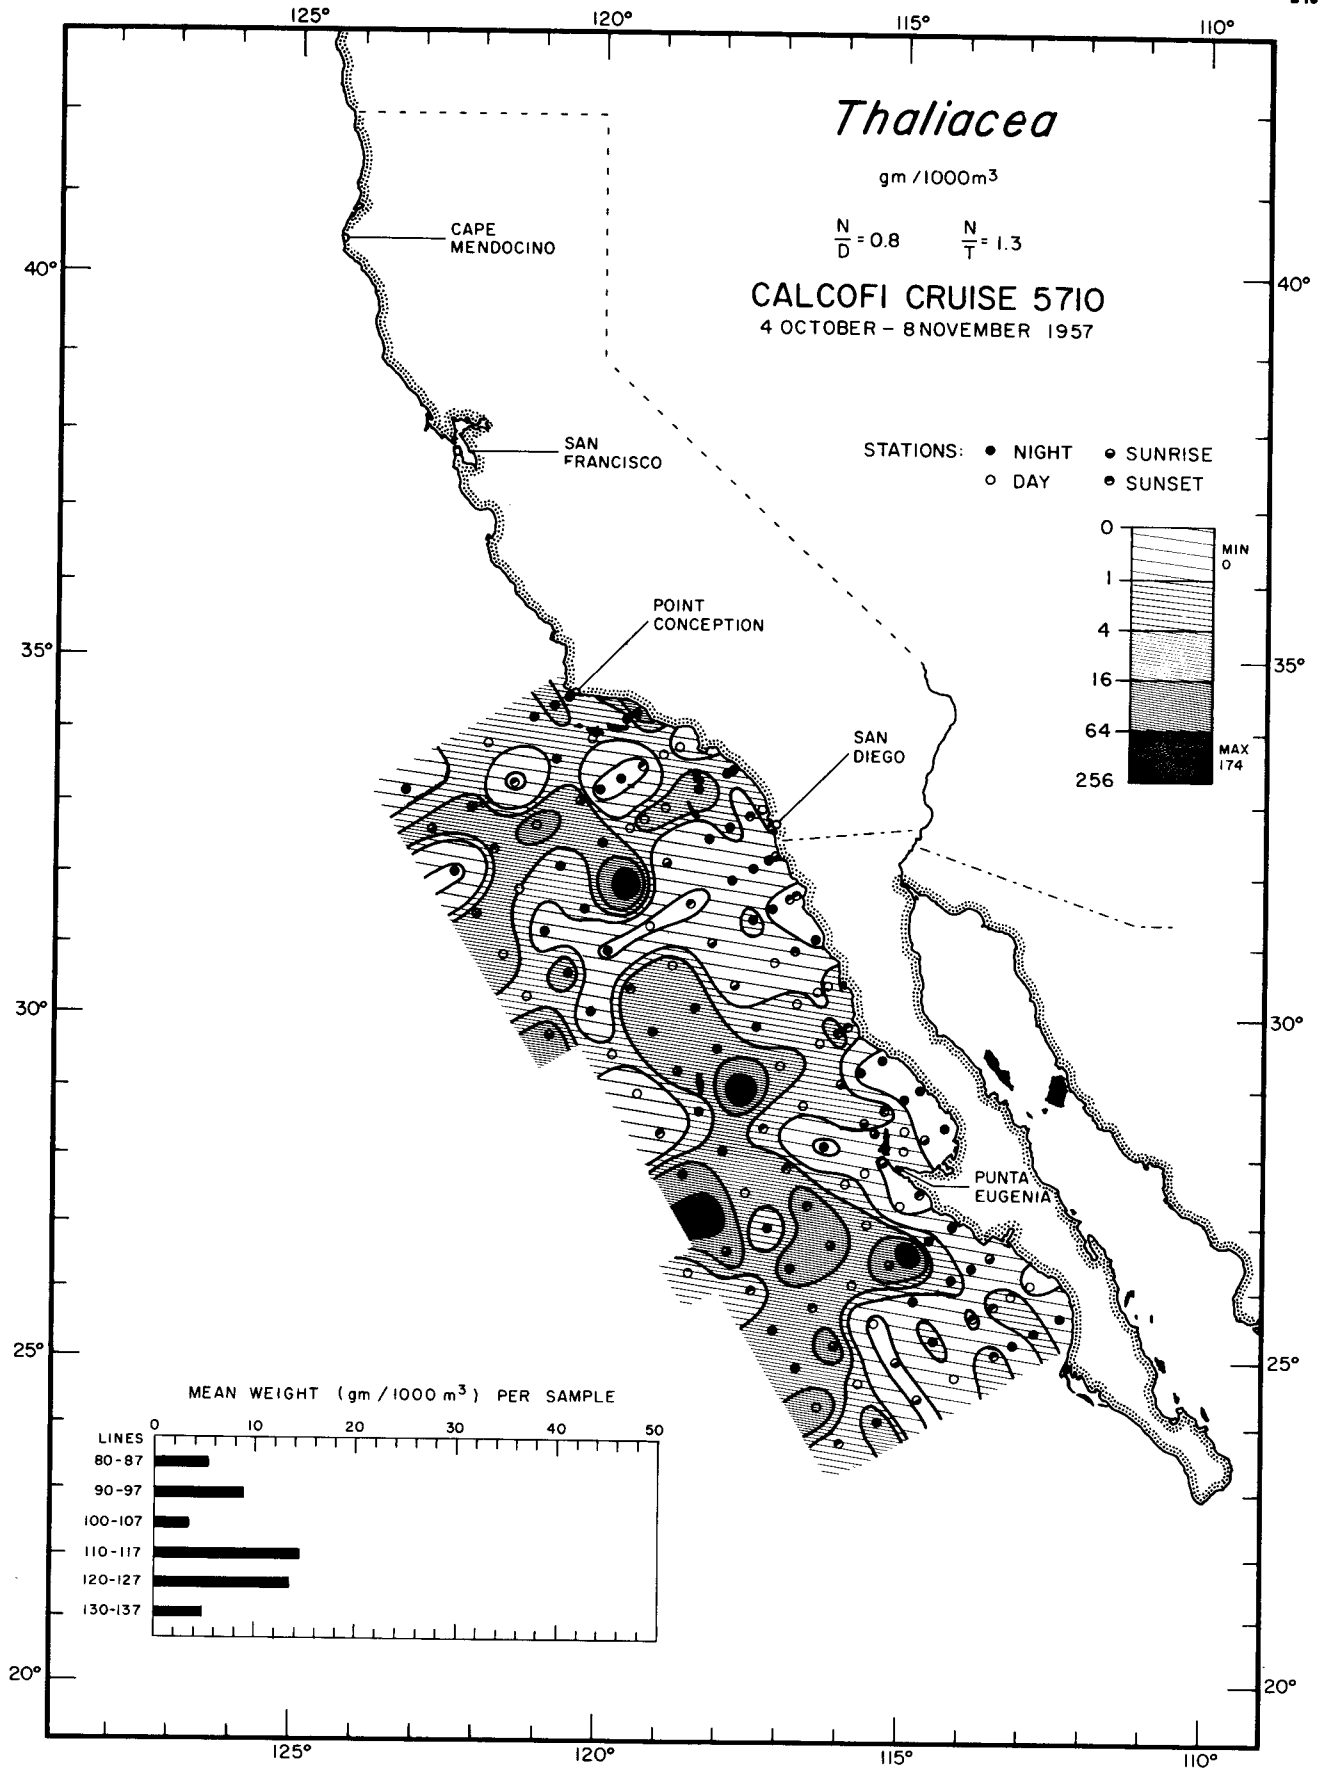 125°
120°
115°
110°
Thaliacea
gm/1000m³
N/D = 0.8 N/T = 1.3
CALCOFI CRUISE 5710
4 OCTOBER – 8 NOVEMBER 1957
CAPE
MENDOCINO
40°
40°
SAN
FRANCISCO
STATIONS: ● NIGHT ◒ SUNRISE
○ DAY ◓ SUNSET
0
MIN
0
1
4
16
64
MAX
174
256
POINT
CONCEPTION
35°
35°
SAN
DIEGO
30°
30°
PUNTA
EUGENIA
25°
25°
MEAN WEIGHT (gm/1000 m³) PER SAMPLE
0 10 20 30 40 50
LINES
80-87
90-97
100-107
110-117
120-127
130-137
20°
20°
125°
120°
115°
110°